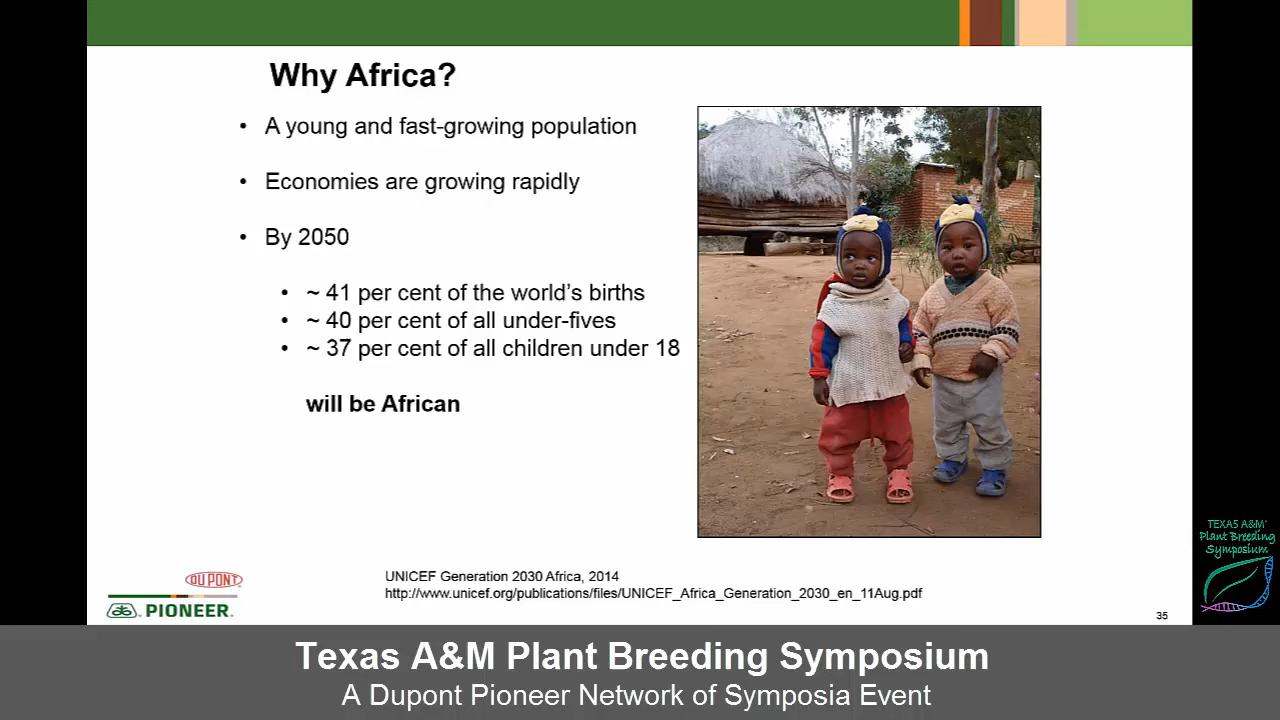 Why Africa?
• A young and fast-growing population
• Economies are growing rapidly
• By 2050
• ~ 41 per cent of the world's births
• ~ 40 per cent of all under-fives
• ~ 37 per cent of all children under 18
will be African
DU PONT
PIONEER.
UNICEF Generation 2030 Africa, 2014
http://www.unicef.org/publications/files/UNICEF_Africa_Generation_2030_en_11Aug.pdf
35
TEXAS A&M
Plant Breeding
Symposium
Texas A&M Plant Breeding Symposium
A Dupont Pioneer Network of Symposia Event